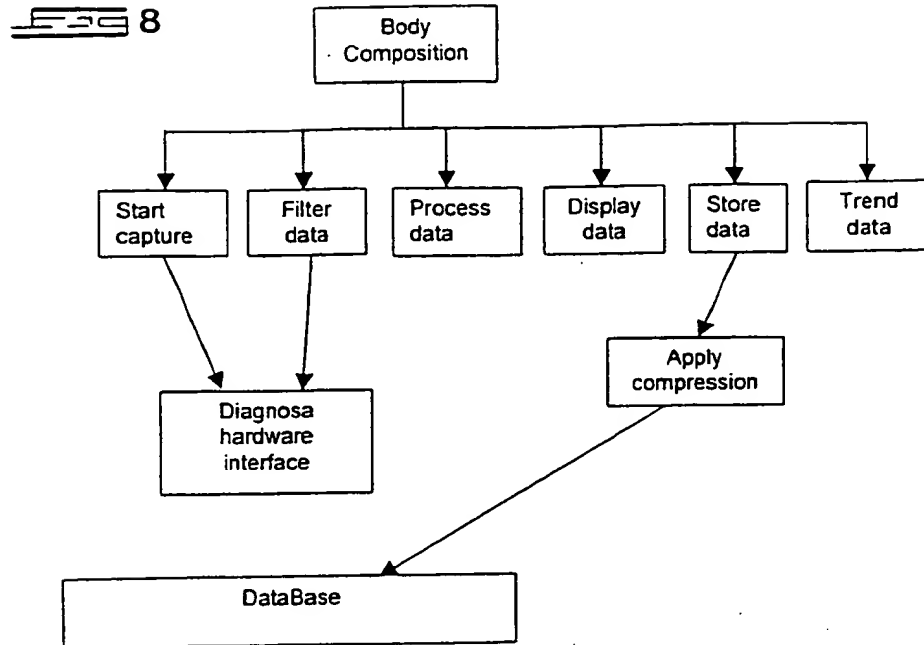 8
Body
Composition
Start
capture
Filter
data
Process
data
Display
data
Store
data
Trend
data
Apply
compression
Diagnosa
hardware
interface
DataBase